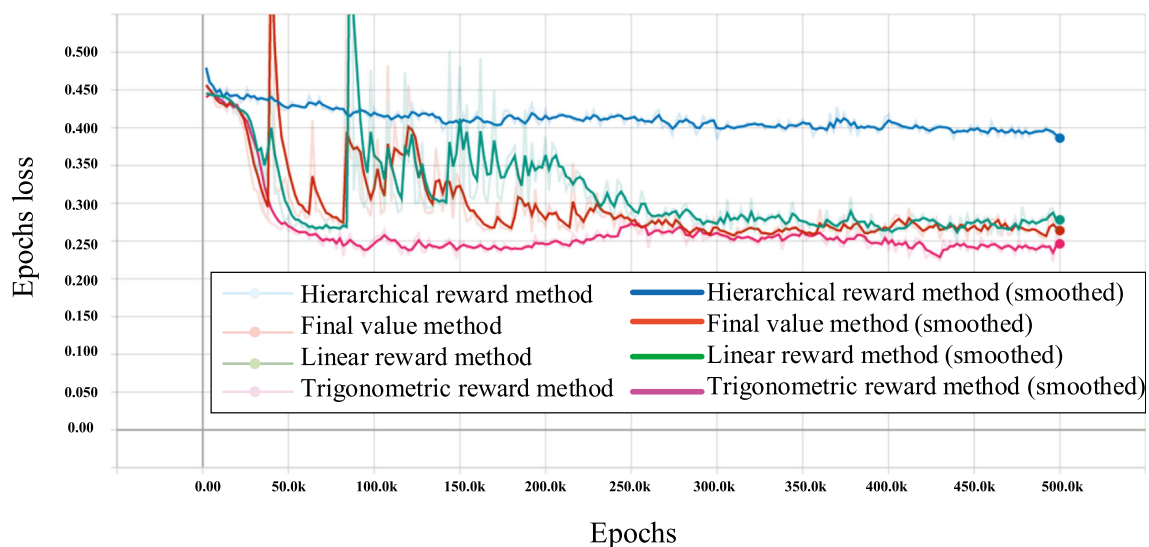 Epochs loss
0.500
0.450
0.400
0.350
0.300
0.250
0.200
0.150
0.100
0.050
0.00
Hierarchical reward method
Final value method
Linear reward method
Trigonometric reward method
Hierarchical reward method (smoothed)
Final value method (smoothed)
Linear reward method (smoothed)
Trigonometric reward method (smoothed)
0.00 50.0k 100.0k 150.0k 200.0k 250.0k 300.0k 350.0k 400.0k 450.0k 500.0k
Epochs